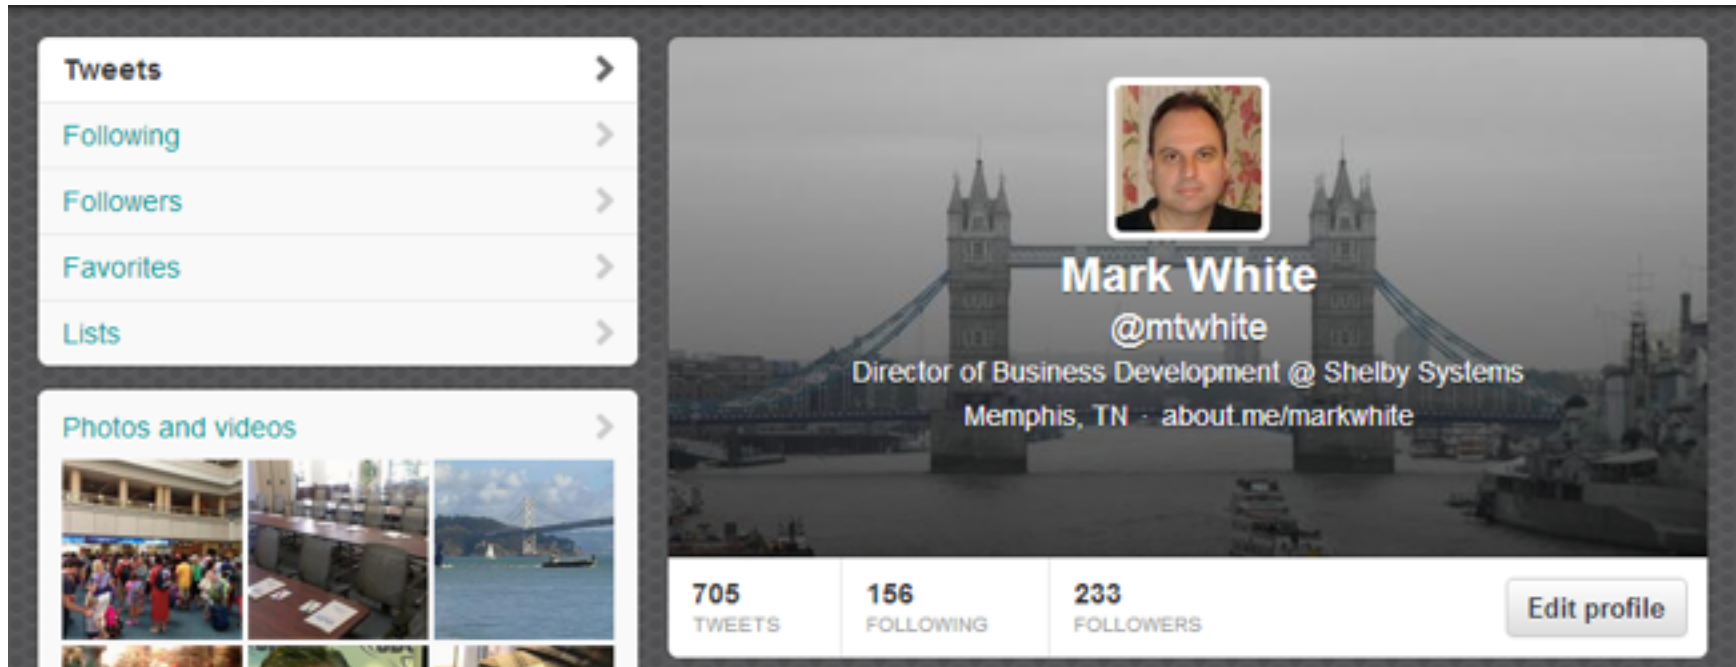 Tweets
Following
Followers
Favorites
Lists
Photos and videos
Mark White
@mtwhite
Director of Business Development @ Shelby Systems
Memphis, TN · about.me/markwhite
705
TWEETS
156
FOLLOWING
233
FOLLOWERS
Edit profile